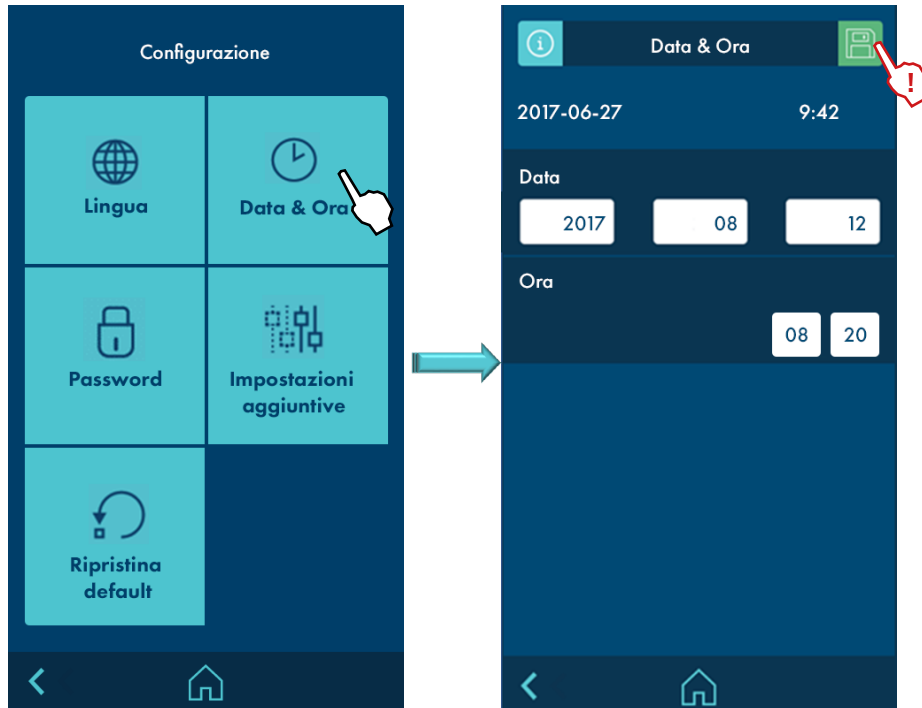 Configurazione
Lingua
Data & Ora
Password
Impostazioni
aggiuntive
Ripristina
default
Data & Ora
!
2017-06-27 9:42
Data
2017 08 12
Ora
08 20